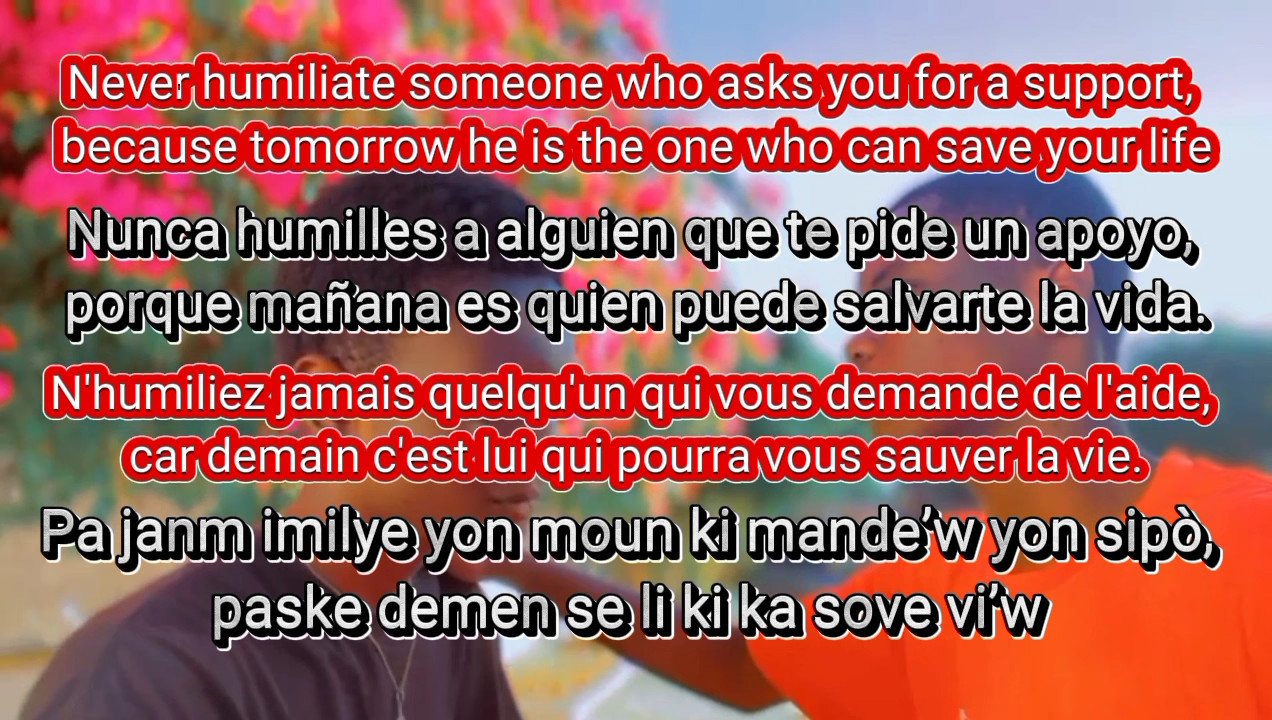 Never humiliate someone who asks you for a support,
because tomorrow he is the one who can save your life
Nunca humilles a alguien que te pide un apoyo,
porque mañana es quien puede salvarte la vida.
N'humiliez jamais quelqu'un qui vous demande de l'aide,
car demain c'est lui qui pourra vous sauver la vie.
Pa janm imilye yon moun ki mande’w yon sipò,
paske demen se li ki ka sove vi’w